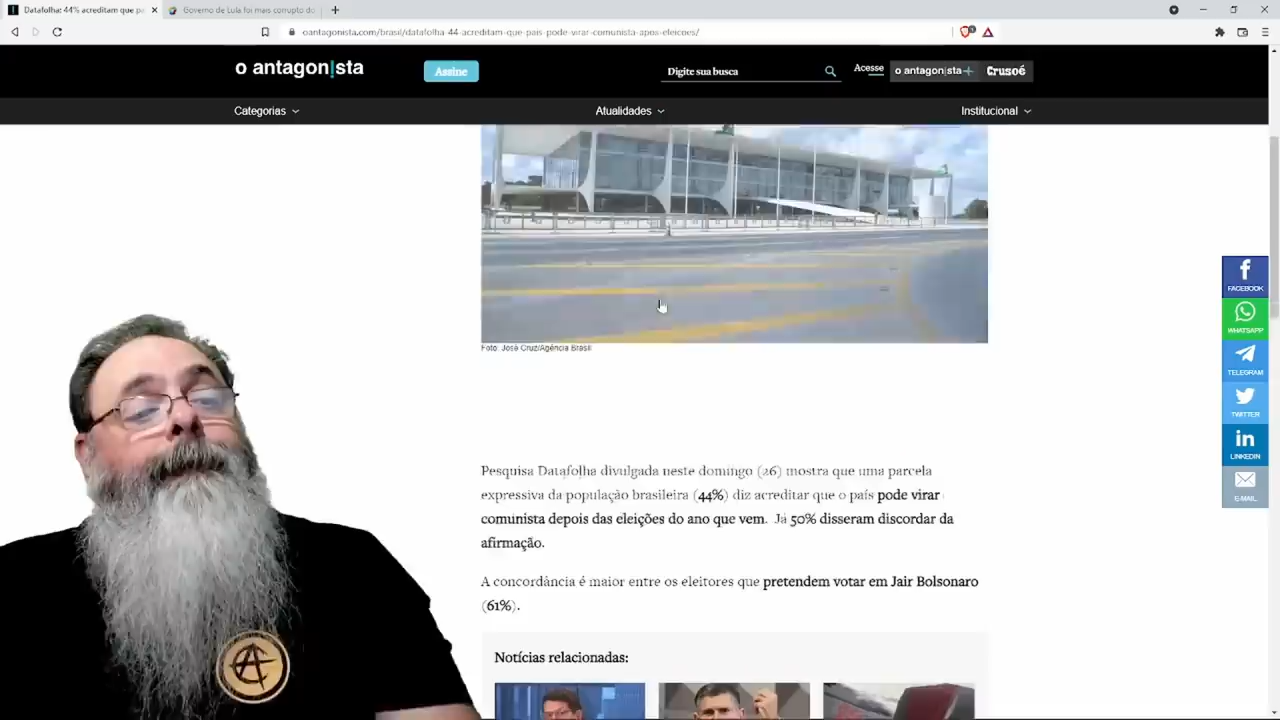 Datafolha: 44% acreditam que pa
Governo de Lula foi mais corrupto do
oantagonista.com/brasil/datafolha-44-acreditam-que-pais-pode-virar-comunista-apos-eleicoes/
o antagon!sta
Assine
Digite sua busca
Acesse
o antagon|sta+
Crusoé
Categorias
Atualidades
Institucional
Foto: José Cruz/Agência Brasil
Pesquisa Datafolha divulgada neste domingo (26) mostra que uma parcela
expressiva da população brasileira (44%) diz acreditar que o país pode virar
comunista depois das eleições do ano que vem. Já 50% disseram discordar da
afirmação.
A concordância é maior entre os eleitores que pretendem votar em Jair Bolsonaro
(61%).
Notícias relacionadas:
FACEBOOK
WHATSAPP
TELEGRAM
TWITTER
LINKEDIN
E-MAIL